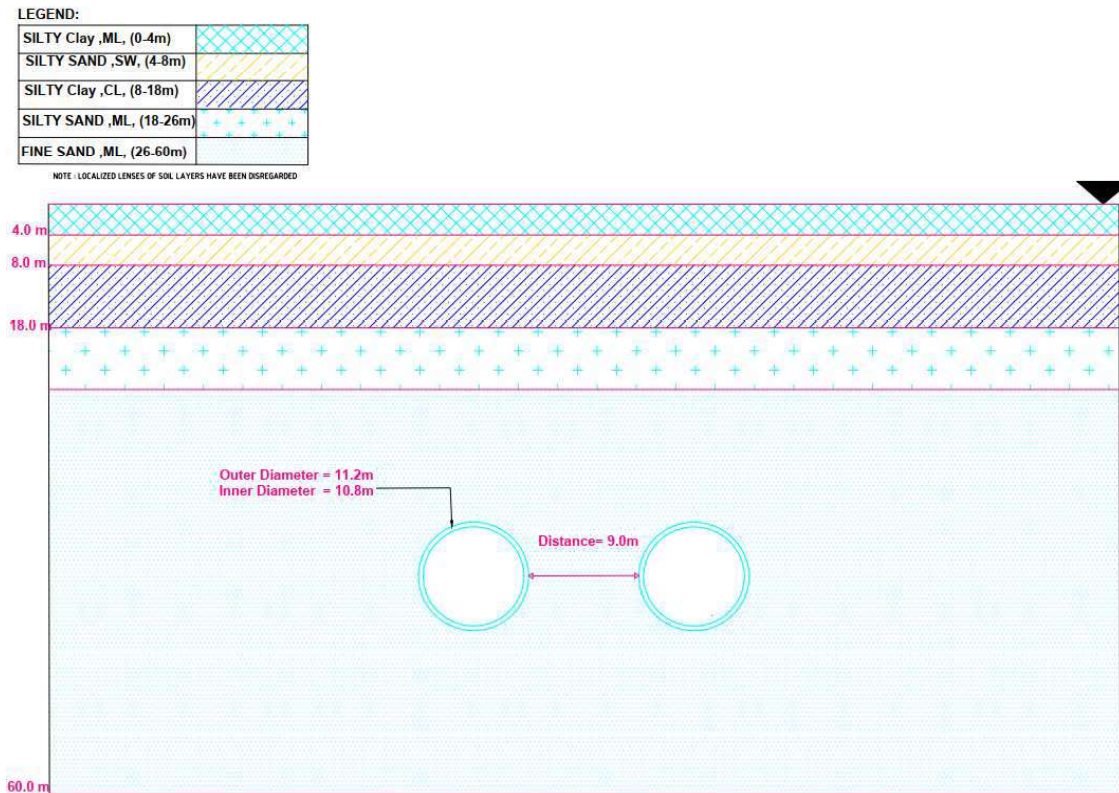 LEGEND:
SILTY Clay ,ML, (0-4m)
SILTY SAND ,SW, (4-8m)
SILTY Clay ,CL, (8-18m)
SILTY SAND ,ML, (18-26m)
FINE SAND ,ML, (26-60m)
NOTE : LOCALIZED LENSES OF SOIL LAYERS HAVE BEEN DISREGARDED
4.0 m
8.0 m
18.0 m
Outer Diameter = 11.2m
Inner Diameter = 10.8m
Distance= 9.0m
60.0 m